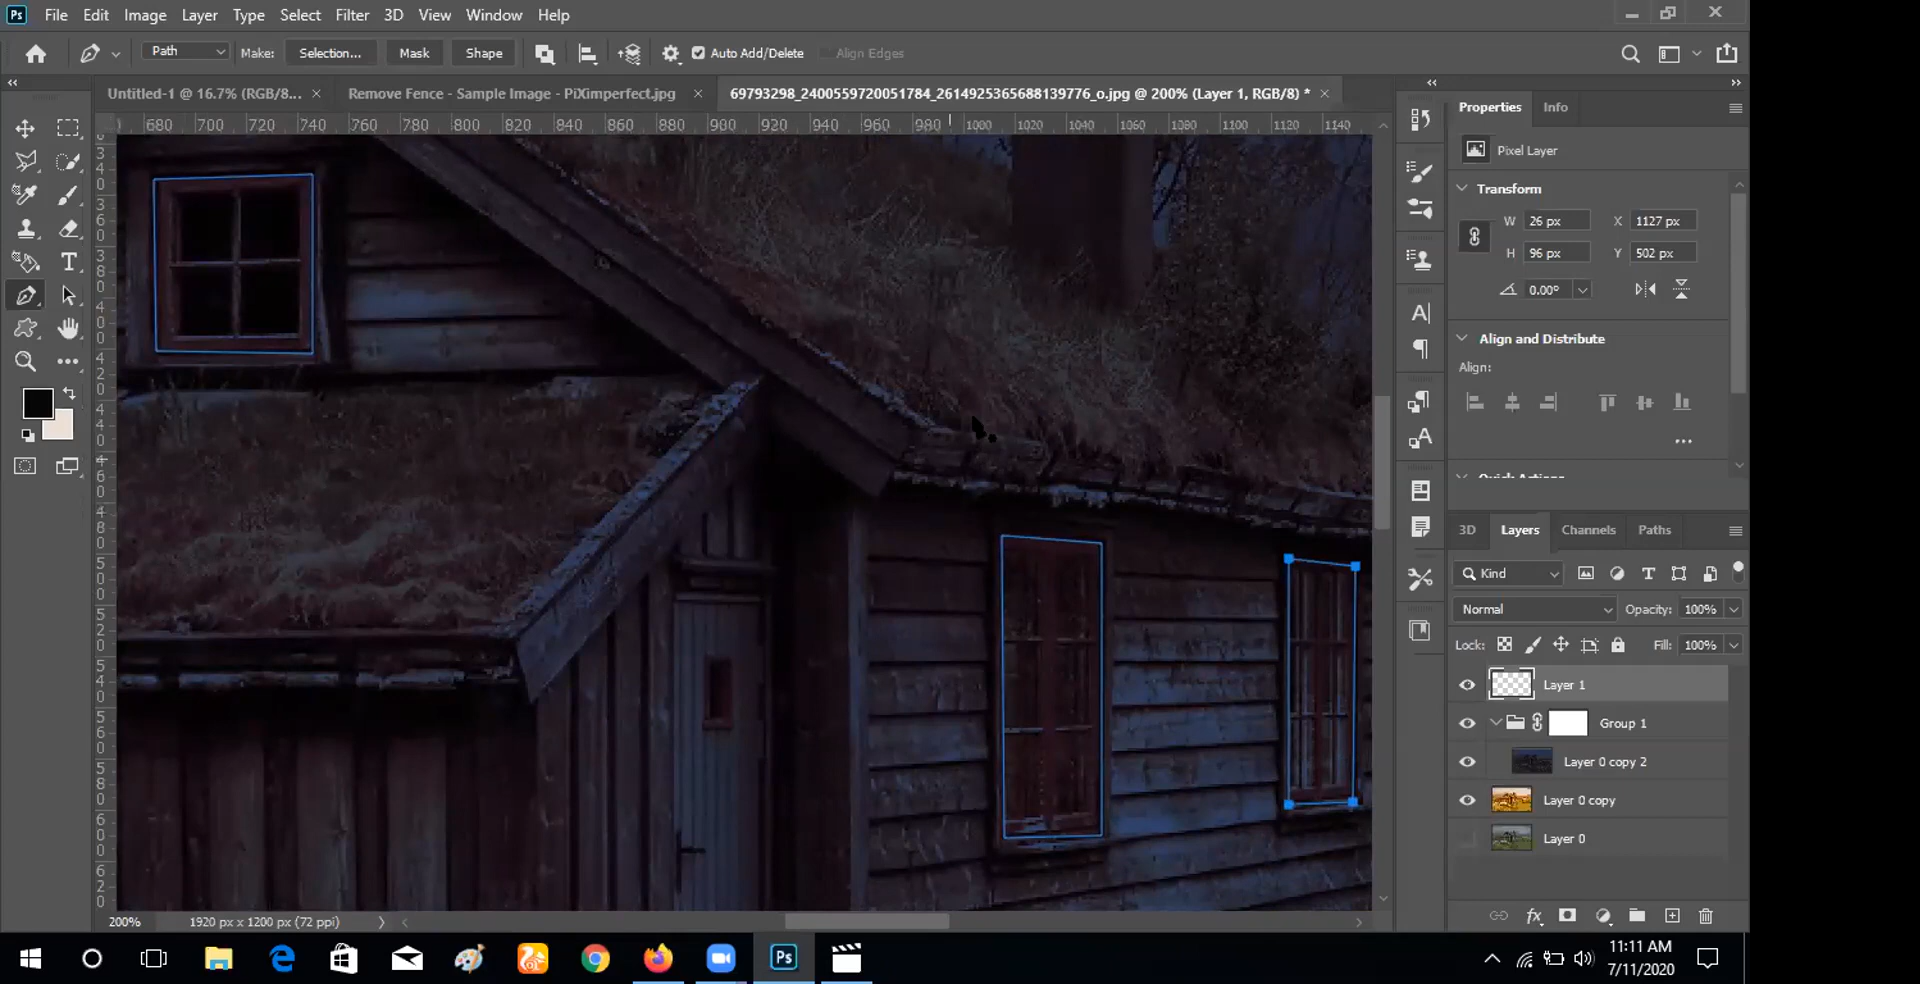 Ps File Edit Image Layer Type Select Filter 3D View Window Help
Path Make: Selection... Mask Shape Auto Add/Delete Align Edges
Untitled-1 @ 16.7% (RGB/8... × Remove Fence - Sample Image - PiXimperfect.jpg × 69793298_2400559720051784_2614925365688139776_o.jpg @ 200% (Layer 1, RGB/8) * ×
680 700 720 740 760 780 800 820 840 860 880 900 920 940 960 980 1000 1020 1040 1060 1080 1100 1120 1140
Properties Info
Pixel Layer
Transform
W 26 px X 1127 px
H 96 px Y 502 px
0.00°
Align and Distribute
Align:
Quick Actions
3D Layers Channels Paths
Kind
Normal Opacity: 100%
Lock: Fill: 100%
Layer 1
Group 1
Layer 0 copy 2
Layer 0 copy
Layer 0
200% 1920 px x 1200 px (72 ppi)
11:11 AM
7/11/2020